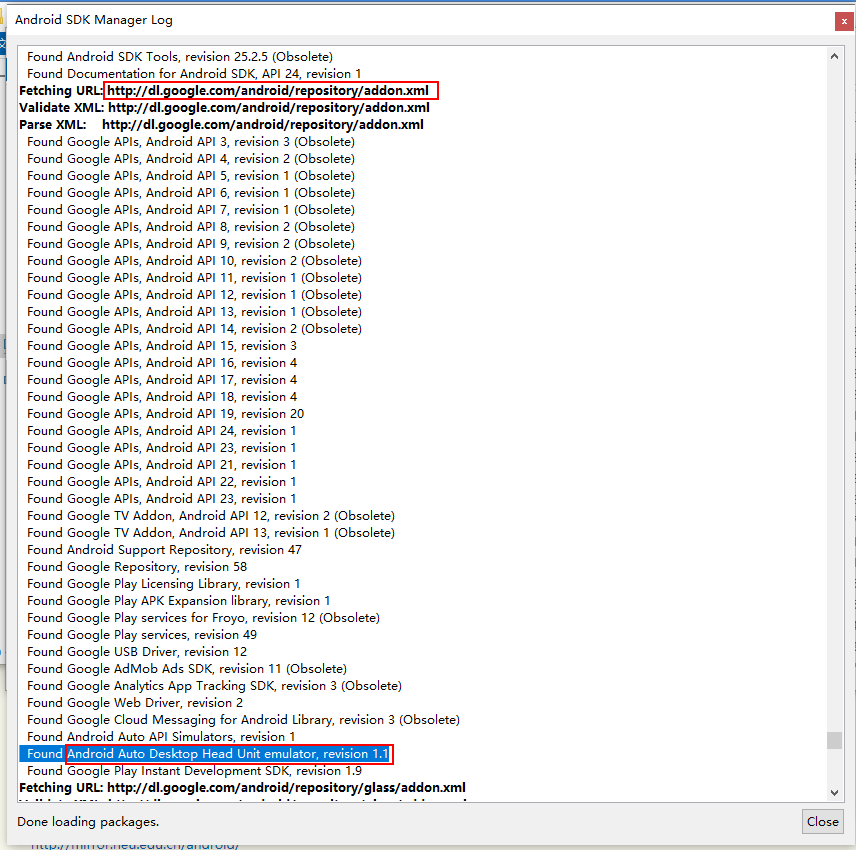 Android SDK Manager Log
Found Android SDK Tools, revision 25.2.5 (Obsolete)
Found Documentation for Android SDK, API 24, revision 1
Fetching URL: http://dl.google.com/android/repository/addon.xml
Validate XML: http://dl.google.com/android/repository/addon.xml
Parse XML: http://dl.google.com/android/repository/addon.xml
Found Google APIs, Android API 3, revision 3 (Obsolete)
Found Google APIs, Android API 4, revision 2 (Obsolete)
Found Google APIs, Android API 5, revision 1 (Obsolete)
Found Google APIs, Android API 6, revision 1 (Obsolete)
Found Google APIs, Android API 7, revision 1 (Obsolete)
Found Google APIs, Android API 8, revision 2 (Obsolete)
Found Google APIs, Android API 9, revision 2 (Obsolete)
Found Google APIs, Android API 10, revision 2 (Obsolete)
Found Google APIs, Android API 11, revision 1 (Obsolete)
Found Google APIs, Android API 12, revision 1 (Obsolete)
Found Google APIs, Android API 13, revision 1 (Obsolete)
Found Google APIs, Android API 14, revision 2 (Obsolete)
Found Google APIs, Android API 15, revision 3
Found Google APIs, Android API 16, revision 4
Found Google APIs, Android API 17, revision 4
Found Google APIs, Android API 18, revision 4
Found Google APIs, Android API 19, revision 20
Found Google APIs, Android API 24, revision 1
Found Google APIs, Android API 23, revision 1
Found Google APIs, Android API 21, revision 1
Found Google APIs, Android API 22, revision 1
Found Google APIs, Android API 23, revision 1
Found Google TV Addon, Android API 12, revision 2 (Obsolete)
Found Google TV Addon, Android API 13, revision 1 (Obsolete)
Found Android Support Repository, revision 47
Found Google Repository, revision 58
Found Google Play Licensing Library, revision 1
Found Google Play APK Expansion library, revision 1
Found Google Play services for Froyo, revision 12 (Obsolete)
Found Google Play services, revision 49
Found Google USB Driver, revision 12
Found Google AdMob Ads SDK, revision 11 (Obsolete)
Found Google Analytics App Tracking SDK, revision 3 (Obsolete)
Found Google Web Driver, revision 2
Found Google Cloud Messaging for Android Library, revision 3 (Obsolete)
Found Android Auto API Simulators, revision 1
Found Android Auto Desktop Head Unit emulator, revision 1.1
Found Google Play Instant Development SDK, revision 1.9
Fetching URL: http://dl.google.com/android/repository/glass/addon.xml
Done loading packages.
Close
http://mirror.neu.edu.cn/android/